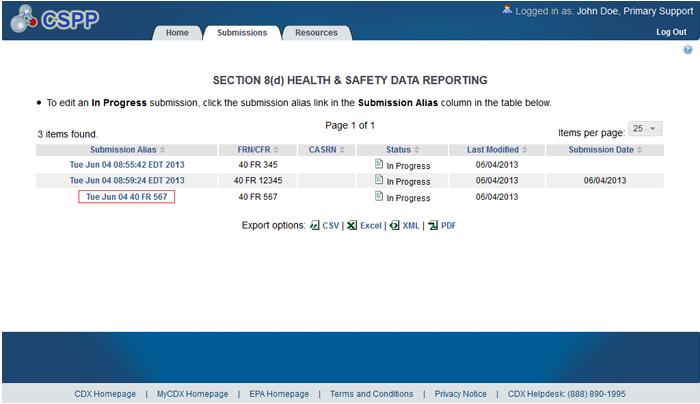 CSPP
Logged in as: John Doe, Primary Support
Home Submissions Resources
Log Out
SECTION 8(d) HEALTH & SAFETY DATA REPORTING
To edit an In Progress submission, click the submission alias link in the Submission Alias column in the table below.
3 items found. Page 1 of 1 Items per page: 25
Submission Alias FRN/CFR CASRN Status Last Modified Submission Date
Tue Jun 04 08:55:42 EDT 2013 40 FR 345 In Progress 06/04/2013
Tue Jun 04 08:59:24 EDT 2013 40 FR 12345 In Progress 06/04/2013 06/04/2013
Tue Jun 04 40 FR 567 40 FR 567 In Progress 06/04/2013
Export options: CSV | Excel | XML | PDF
CDX Homepage | MyCDX Homepage | EPA Homepage | Terms and Conditions | Privacy Notice | CDX Helpdesk: (888) 890-1995